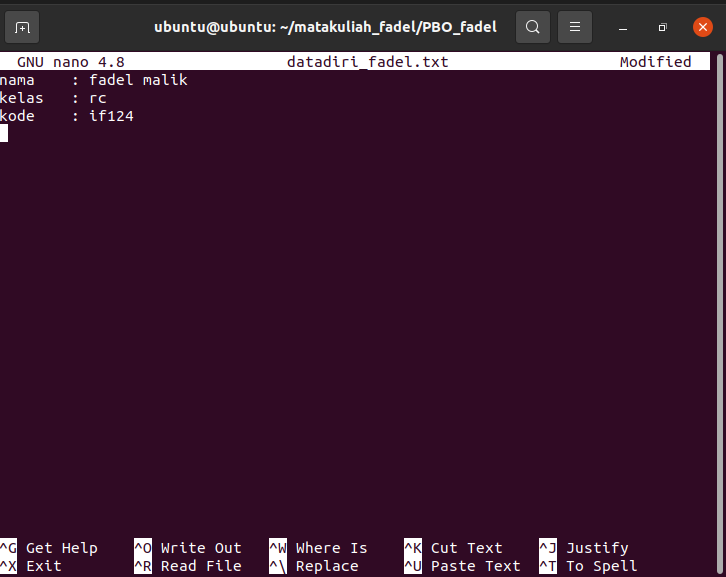 ubuntu@ubuntu: ~/matakuliah_fadel/PBO_fadel
GNU nano 4.8 datadiri_fadel.txt Modified
nama : fadel malik
kelas : rc
kode : if124
^G Get Help ^O Write Out ^W Where Is ^K Cut Text ^J Justify
^X Exit ^R Read File ^\ Replace ^U Paste Text ^T To Spell